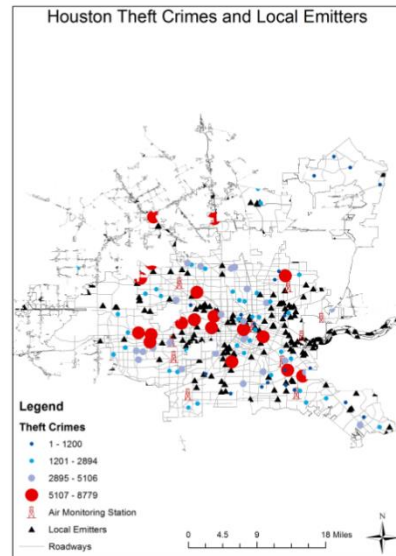 Houston Theft Crimes and Local Emitters
Legend
Theft Crimes
1 - 1200
1201 - 2894
2895 - 5106
5107 - 8779
Air Monitoring Station
Local Emitters
Roadways
0 4.5 9 18 Miles
N